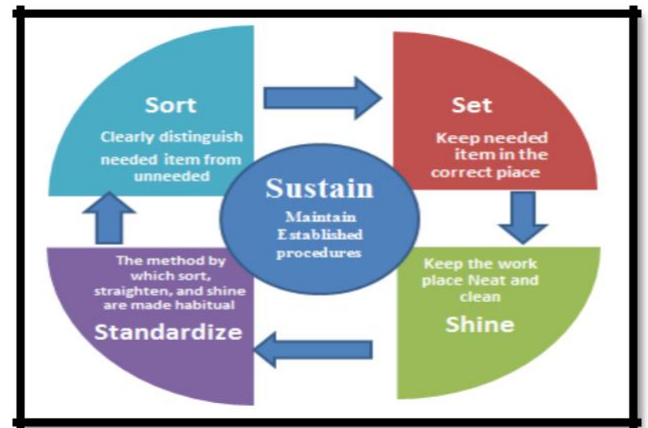 Sort
Clearly distinguish
needed item from
unneeded
Set
Keep needed
item in the
correct piace
Sustain
Maintain
Established
procedures
The method by
which sort,
straighten, and shine
are made habitual
Standardize
Keep the work
place Neat and
clean
Shine